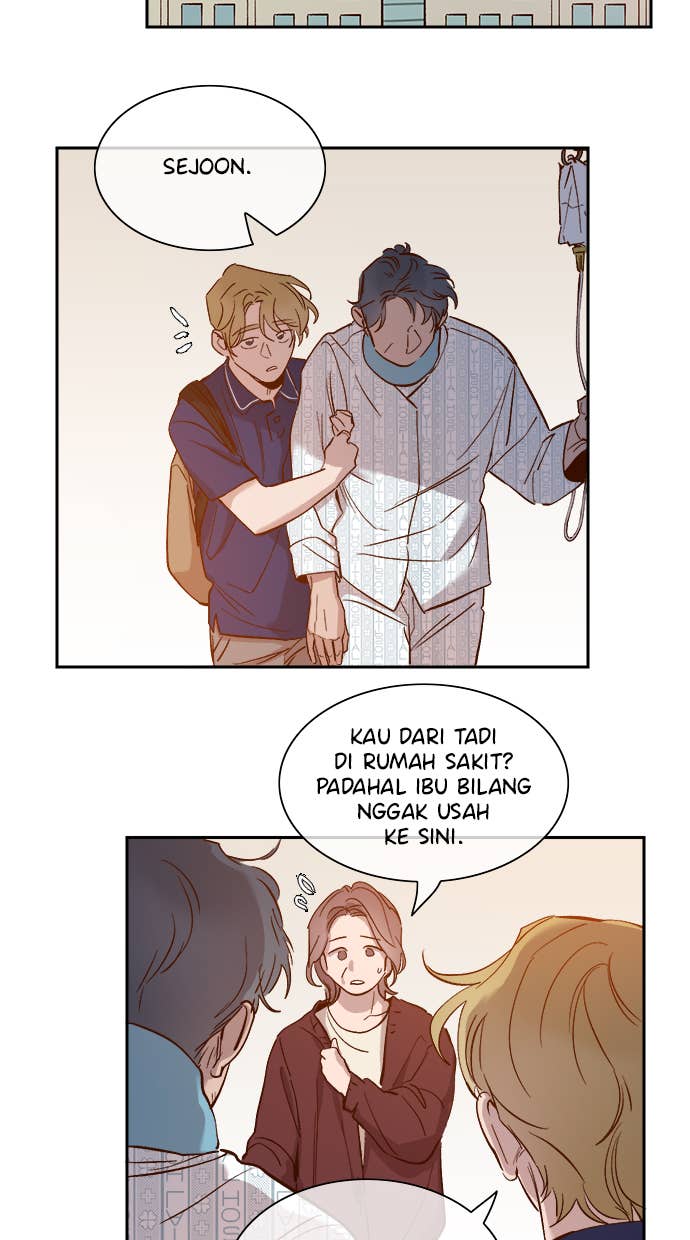 SEJOON.
KAU DARI TADI
DI RUMAH SAKIT?
PADAHAL IBU BILANG
NGGAK USAH
KE SINI.